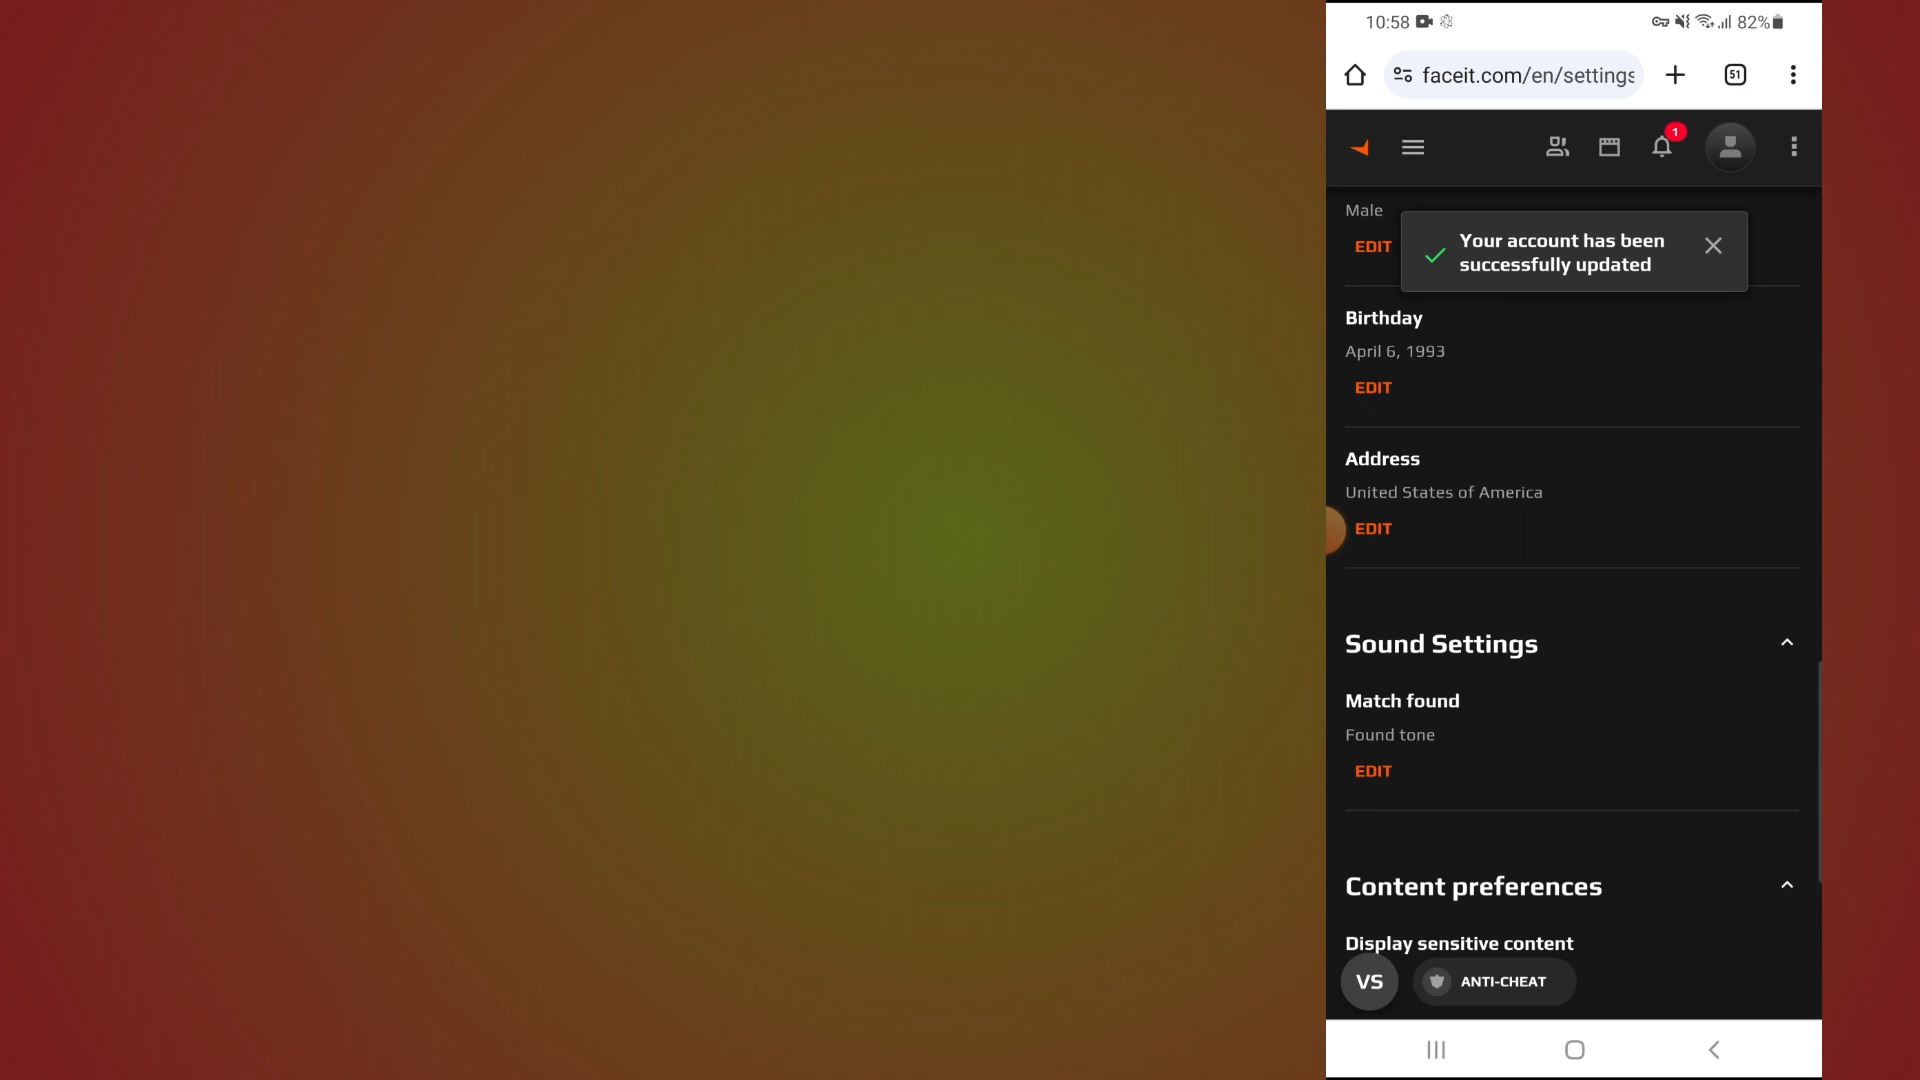 10:58
82%
faceit.com/en/settings
51
1
Male
EDIT
Your account has been
successfully updated
Birthday
April 6, 1993
EDIT
Address
United States of America
EDIT
Sound Settings
Match found
Found tone
EDIT
Content preferences
Display sensitive content
VS
ANTI-CHEAT